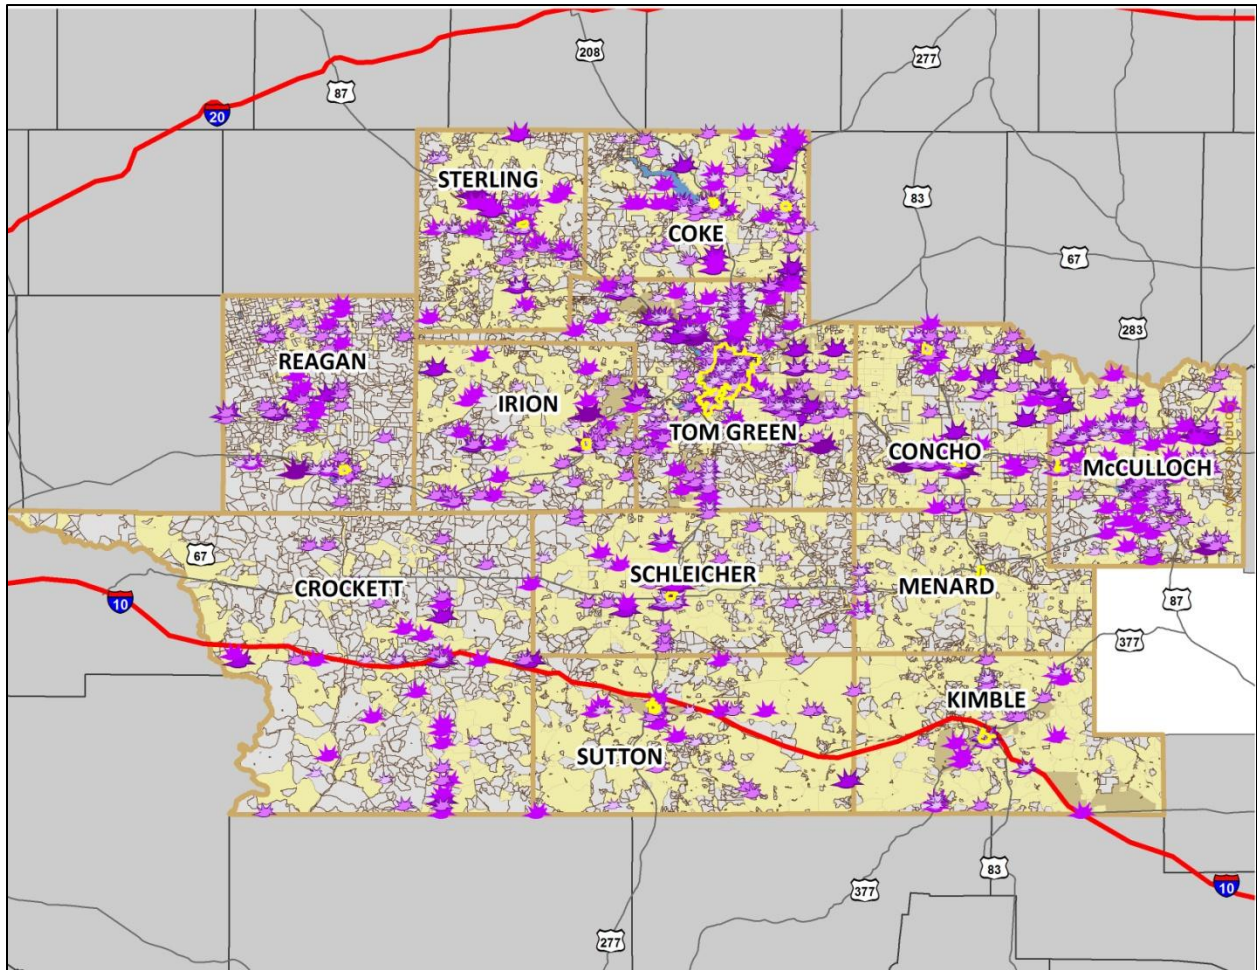 208
277
87
20
STERLING
83
COKE
67
283
REAGAN
IRION
TOM GREEN
CONCHO
McCULLOCH
67
SCHLEICHER
MENARD
CROCKETT
10
87
377
KIMBLE
SUTTON
83
377
10
277